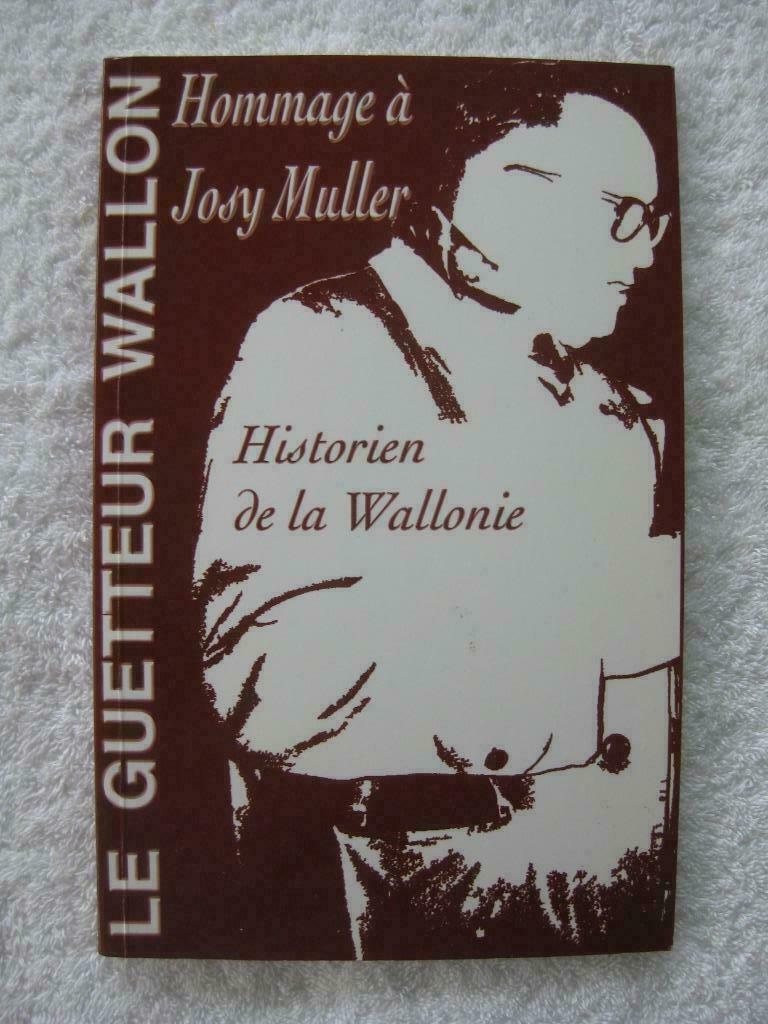 LE GUETTEUR WALLON
Hommage à
Josy Muller
Historien
de la Wallonie